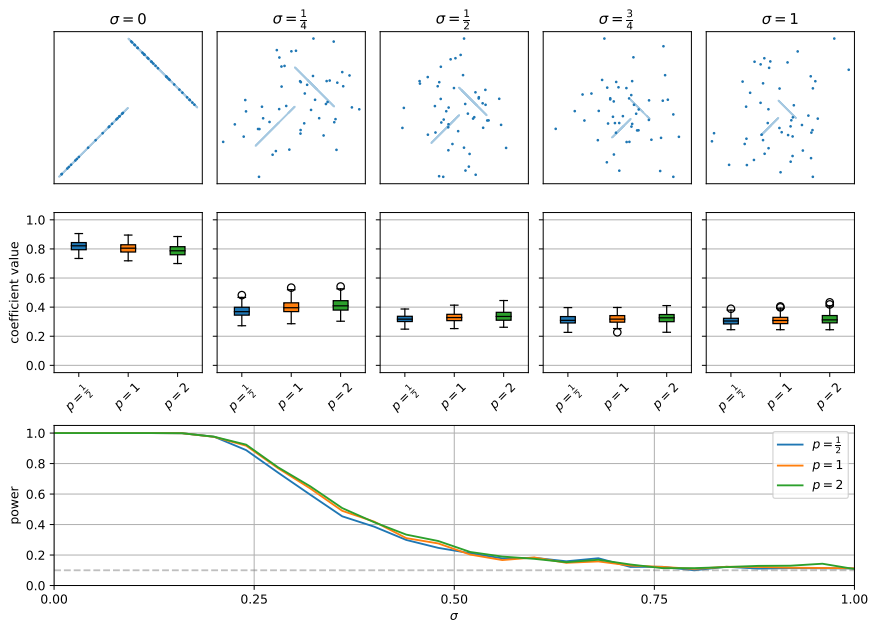 σ = 0 σ = 1/4 σ = 1/2 σ = 3/4 σ = 1
coefficient value
1.0
0.8
0.6
0.4
0.2
0.0
p = 1/2 p = 1 p = 2 p = 1/2 p = 1 p = 2 p = 1/2 p = 1 p = 2 p = 1/2 p = 1 p = 2 p = 1/2 p = 1 p = 2
power
1.0
0.8
0.6
0.4
0.2
0.0
p = 1/2
p = 1
p = 2
0.00 0.25 0.50 0.75 1.00
σ